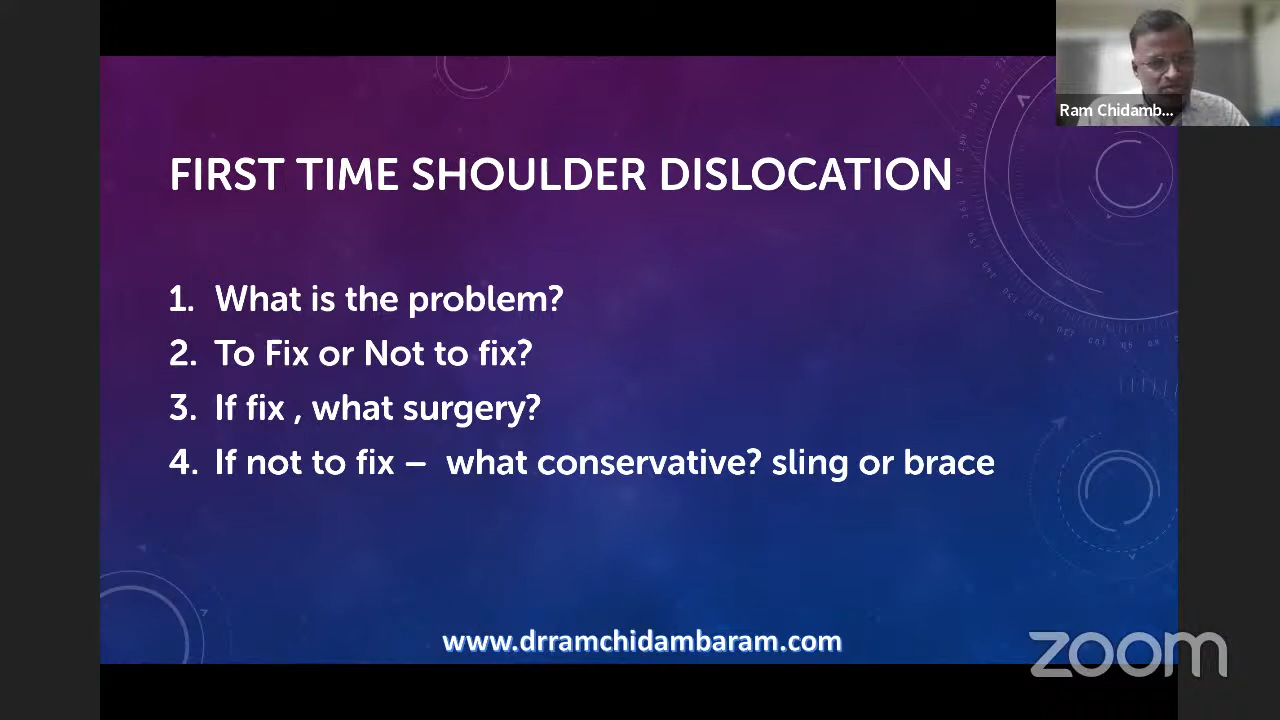 Ram Chidamb...
FIRST TIME SHOULDER DISLOCATION
1. What is the problem?
2. To Fix or Not to fix?
3. If fix , what surgery?
4. If not to fix – what conservative? sling or brace
www.drramchidambaram.com
zoom